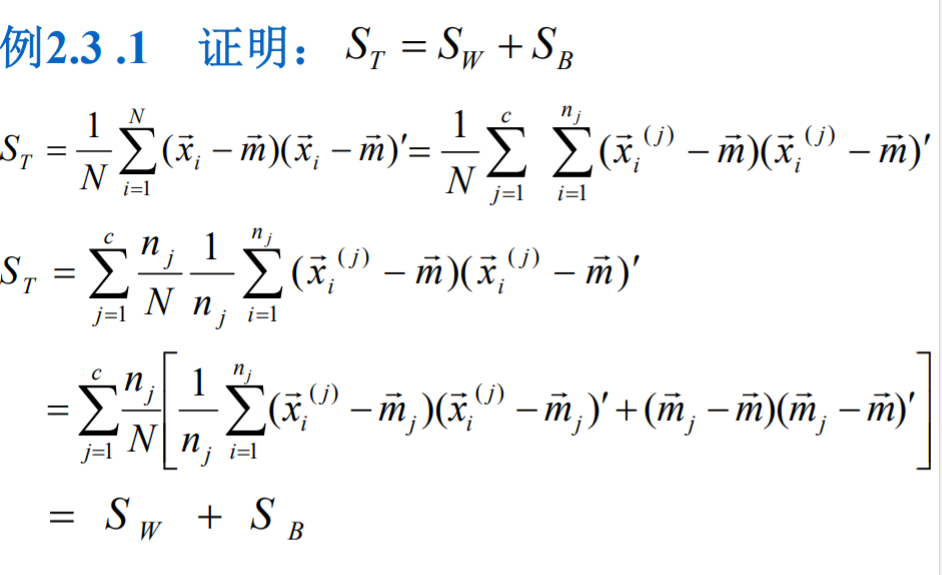 例2.3 .1 证明： $S_T = S_W + S_B$
$S_T = \frac{1}{N} \sum_{i=1}^{N} (\vec{x}_i - \vec{m})(\vec{x}_i - \vec{m})' = \frac{1}{N} \sum_{j=1}^{c} \sum_{i=1}^{n_j} (\vec{x}_i^{(j)} - \vec{m})(\vec{x}_i^{(j)} - \vec{m})'$
$S_T = \sum_{j=1}^{c} \frac{n_j}{N} \frac{1}{n_j} \sum_{i=1}^{n_j} (\vec{x}_i^{(j)} - \vec{m})(\vec{x}_i^{(j)} - \vec{m})'$
$= \sum_{j=1}^{c} \frac{n_j}{N} \left[ \frac{1}{n_j} \sum_{i=1}^{n_j} (\vec{x}_i^{(j)} - \vec{m}_j)(\vec{x}_i^{(j)} - \vec{m}_j)' + (\vec{m}_j - \vec{m})(\vec{m}_j - \vec{m})' \right]$
$= S_W + S_B$